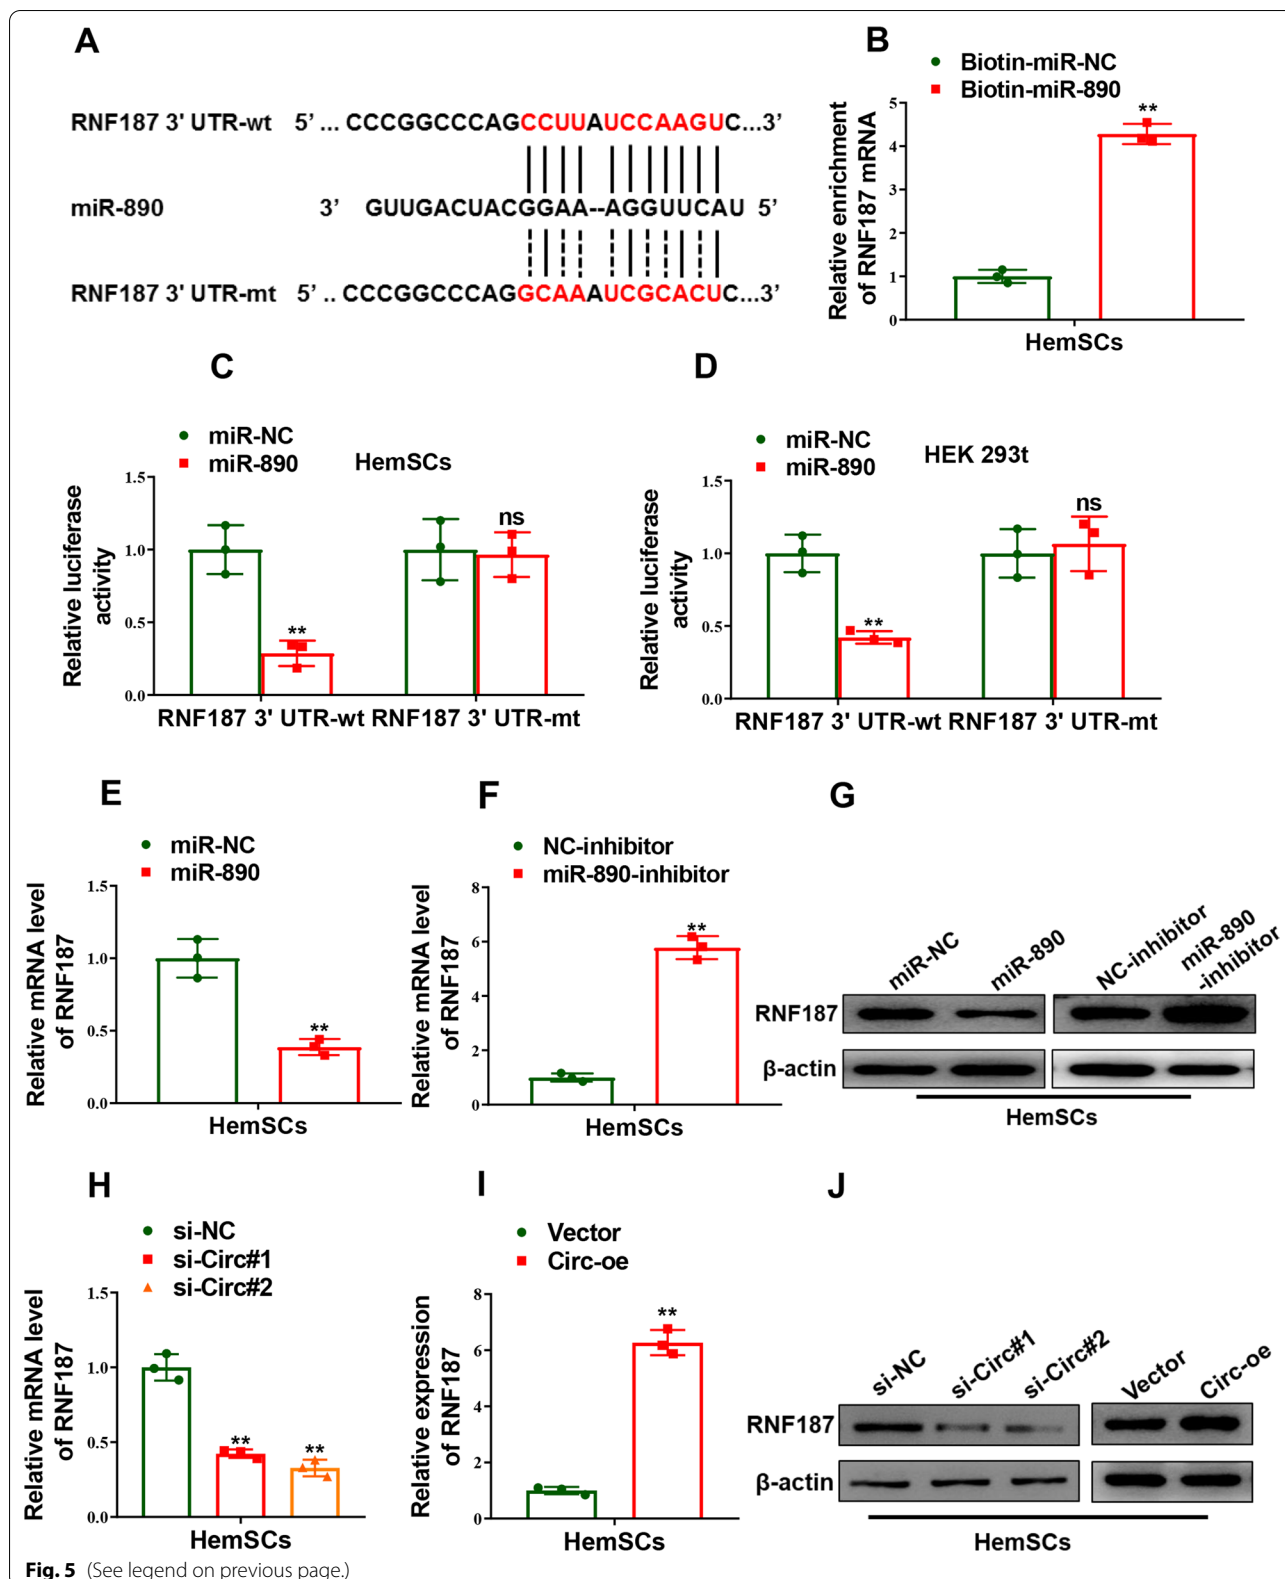 A
RNF187 3' UTR-wt 5’ ... CCCGGCCCAGCCUUAUCCAAGUC...3’
miR-890 3’ GUUGACUACGGAA--AGGUUCAU 5’
RNF187 3' UTR-mt 5’ .. CCCGGCCCAGGCAAAUCGCACUC...3’
B
Biotin-miR-NC
Biotin-miR-890
Relative enrichment
of RNF187 mRNA
5
4
3
2
1
0
**
HemSCs
C
miR-NC
miR-890
HemSCs
Relative luciferase
activity
1.5
1.0
0.5
0.0
**
ns
RNF187 3' UTR-wt RNF187 3' UTR-mt
D
miR-NC
miR-890
HEK 293t
Relative luciferase
activity
1.5
1.0
0.5
0.0
**
ns
RNF187 3' UTR-wt RNF187 3' UTR-mt
E
miR-NC
miR-890
Relative mRNA level
of RNF187
1.5
1.0
0.5
0.0
**
HemSCs
F
NC-inhibitor
miR-890-inhibitor
Relative mRNA level
of RNF187
8
6
4
2
0
**
HemSCs
G
miR-NC
miR-890
NC-inhibitor
miR-890
-inhibitor
RNF187
β-actin
HemSCs
H
si-NC
si-Circ#1
si-Circ#2
Relative mRNA level
of RNF187
1.5
1.0
0.5
0.0
**
**
HemSCs
I
Vector
Circ-oe
Relative expression
of RNF187
8
6
4
2
0
**
HemSCs
J
si-NC
si-Circ#1
si-Circ#2
Vector
Circ-oe
RNF187
β-actin
HemSCs
Fig. 5 (See legend on previous page.)